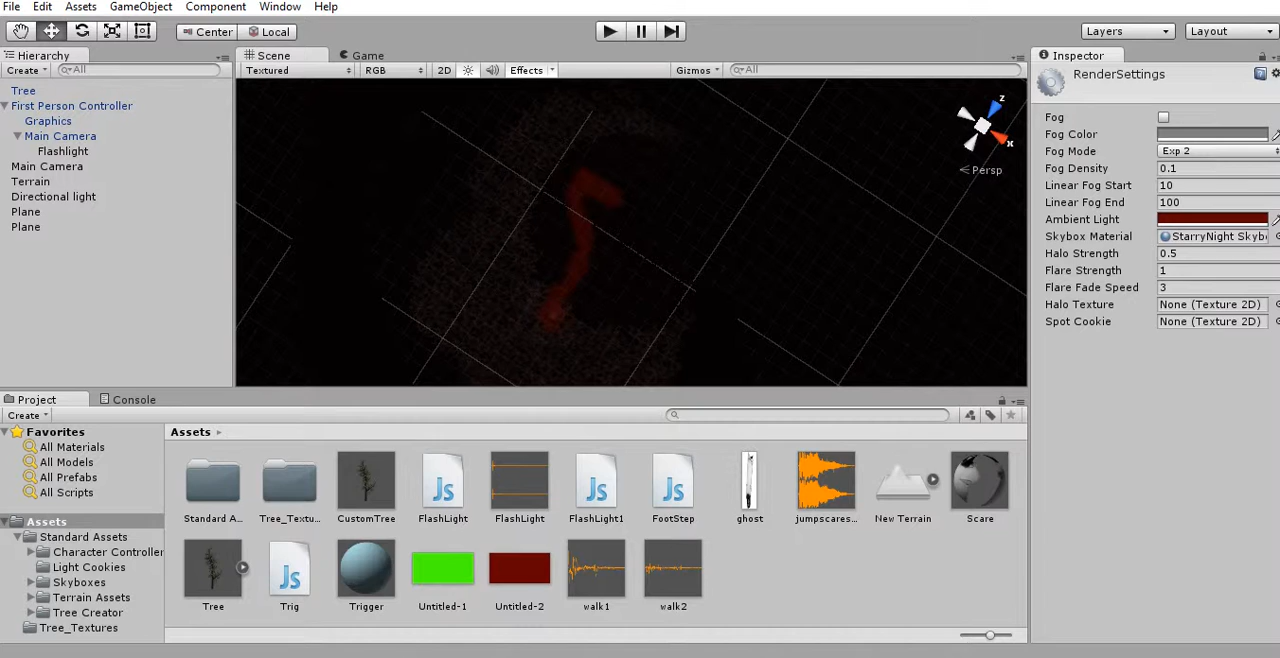 File Edit Assets GameObject Component Window Help
Center Local Layers Layout
Hierarchy
Create All
Tree
First Person Controller
Graphics
Main Camera
Flashlight
Main Camera
Terrain
Directional light
Plane
Plane
Scene Game
Textured RGB 2D Effects Gizmos All
z
x
Persp
Inspector
RenderSettings
Fog
Fog Color
Fog Mode Exp 2
Fog Density 0.1
Linear Fog Start 10
Linear Fog End 100
Ambient Light
Skybox Material StarryNight Skyb
Halo Strength 0.5
Flare Strength 1
Flare Fade Speed 3
Halo Texture None (Texture 2D)
Spot Cookie None (Texture 2D)
Project Console
Create
Favorites
All Materials
All Models
All Prefabs
All Scripts
Assets
Standard Assets
Character Controller
Light Cookies
Skyboxes
Terrain Assets
Tree Creator
Tree_Textures
Assets
Js Js Js
Standard A... Tree_Textu... CustomTree FlashLight FlashLight FlashLight1 FootStep ghost jumpscares... New Terrain Scare
Js
Tree Trig Trigger Untitled-1 Untitled-2 walk1 walk2